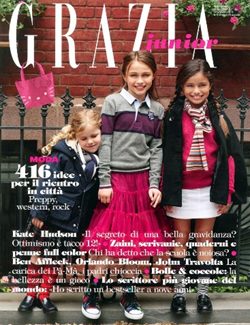 GRAZIA
junior
MODA
416 idee
per il rientro
in città
Preppy,
western, rock
Kate Hudson «Il segreto di una bella gravidanza?
Ottimismo e tacco 12!» Zaini, scrivanie, quaderni e
penne full color Chi ha detto che la scuola è noiosa?
Ben Affleck, Orlando Bloom, John Travolta La
carica dei Pà-Mà, i padri chioccia Bolle & coccole: la
bellezza è un gioco Lo scrittore più giovane del
mondo: «Ho scritto un bestseller a nove anni»